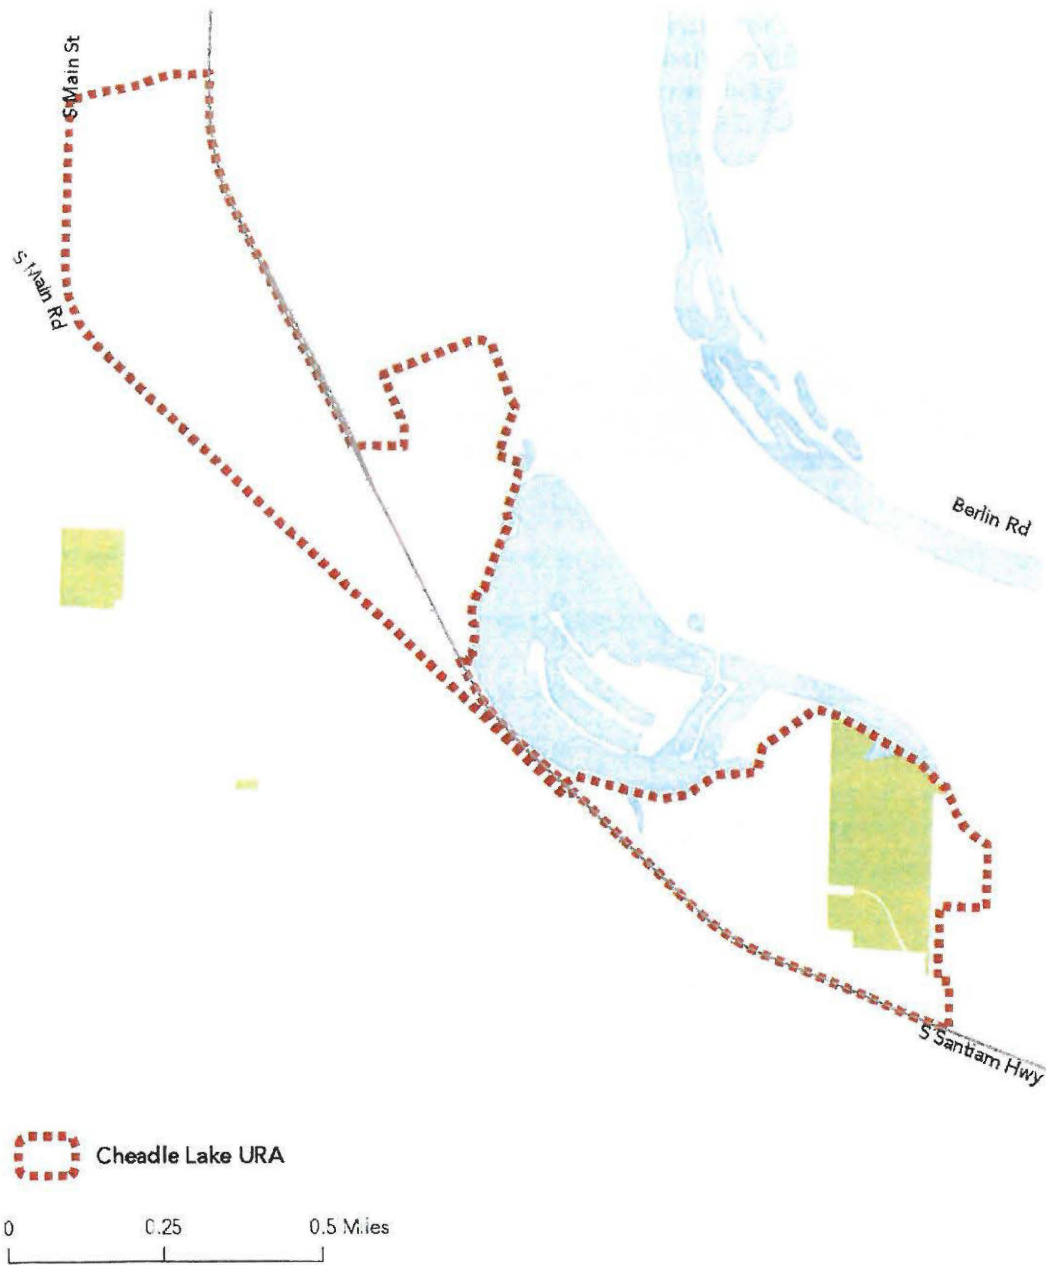 S Main St
S Main Rd
Berlin Rd
S Santiam Hwy
Cheadle Lake URA
0 0.25 0.5 Miles